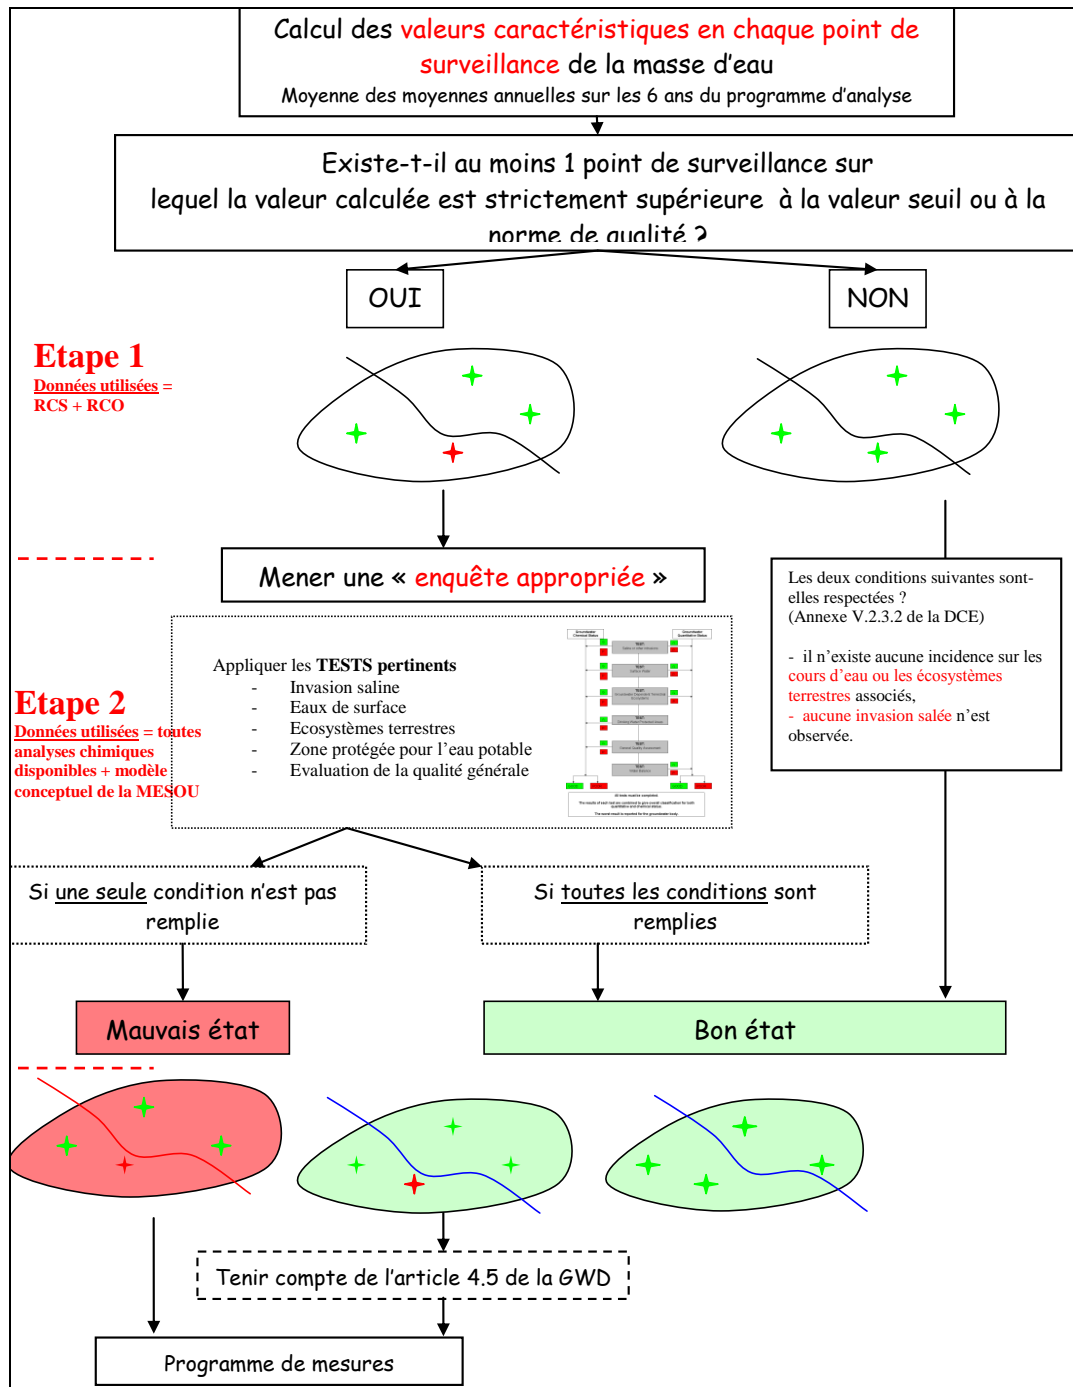 Calcul des valeurs caractéristiques en chaque point de
surveillance de la masse d'eau
Moyenne des moyennes annuelles sur les 6 ans du programme d'analyse
Existe-t-il au moins 1 point de surveillance sur
lequel la valeur calculée est strictement supérieure à la valeur seuil ou à la
norme de qualité ?
OUI
NON
Etape 1
Données utilisées =
RCS + RCO
Mener une « enquête appropriée »
Les deux conditions suivantes sont-
elles respectées ?
(Annexe V.2.3.2 de la DCE)
- il n'existe aucune incidence sur les
cours d'eau ou les écosystèmes
terrestres associés,
- aucune invasion salée n'est
observée.
Appliquer les TESTS pertinents
- Invasion saline
- Eaux de surface
- Ecosystèmes terrestres
- Zone protégée pour l'eau potable
- Evaluation de la qualité générale
Etape 2
Données utilisées = toutes
analyses chimiques
disponibles + modèle
conceptuel de la MESOU
Si une seule condition n'est pas
remplie
Si toutes les conditions sont
remplies
Mauvais état
Bon état
Tenir compte de l'article 4.5 de la GWD
Programme de mesures